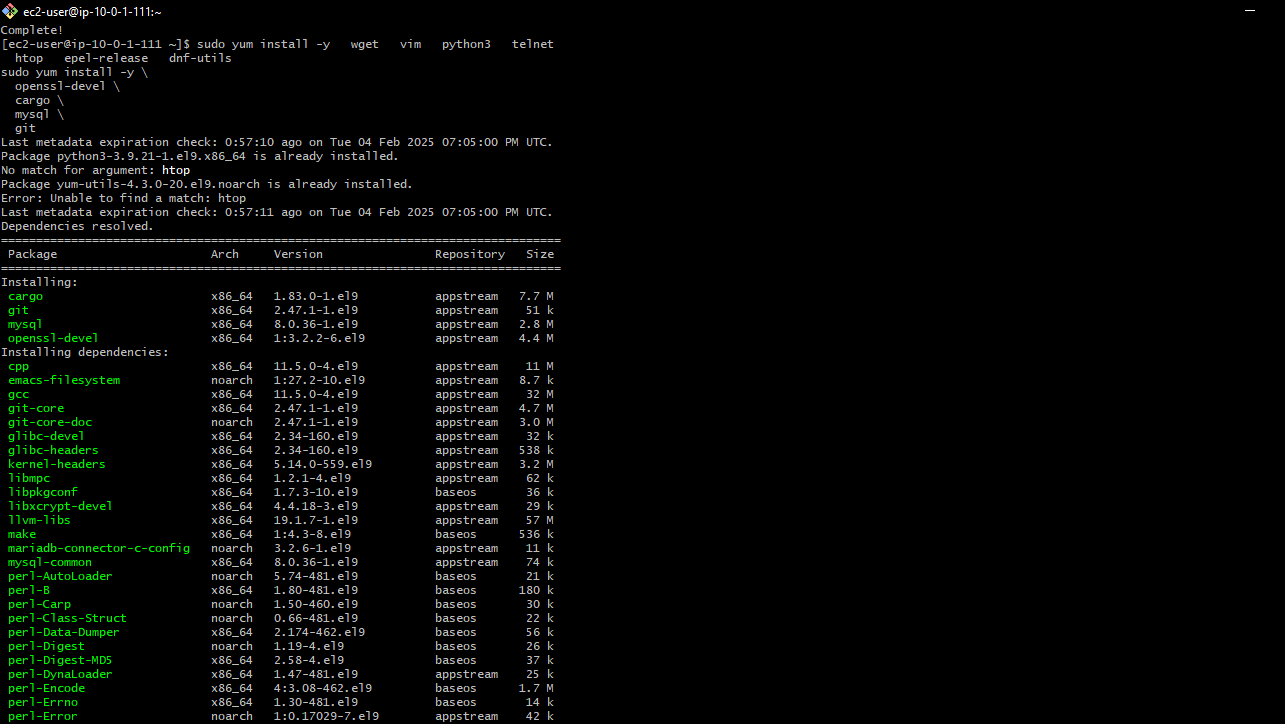 ec2-user@ip-10-0-1-111:~
Complete!
[ec2-user@ip-10-0-1-111 ~]$ sudo yum install -y   wget   vim   python3   telnet
  htop   epel-release   dnf-utils
sudo yum install -y \
  openssl-devel \
  cargo \
  mysql \
  git
Last metadata expiration check: 0:57:10 ago on Tue 04 Feb 2025 07:05:00 PM UTC.
Package python3-3.9.21-1.el9.x86_64 is already installed.
No match for argument: htop
Package yum-utils-4.3.0-20.el9.noarch is already installed.
Error: Unable to find a match: htop
Last metadata expiration check: 0:57:11 ago on Tue 04 Feb 2025 07:05:00 PM UTC.
Dependencies resolved.
================================================================================
 Package                      Arch     Version                Repository   Size
================================================================================
Installing:
 cargo                        x86_64   1.83.0-1.el9           appstream   7.7 M
 git                          x86_64   2.47.1-1.el9           appstream    51 k
 mysql                        x86_64   8.0.36-1.el9           appstream   2.8 M
 openssl-devel                x86_64   1:3.2.2-6.el9          appstream   4.4 M
Installing dependencies:
 cpp                          x86_64   11.5.0-4.el9           appstream    11 M
 emacs-filesystem             noarch   1:27.2-10.el9          appstream   8.7 k
 gcc                          x86_64   11.5.0-4.el9           appstream    32 M
 git-core                     x86_64   2.47.1-1.el9           appstream   4.7 M
 git-core-doc                 noarch   2.47.1-1.el9           appstream   3.0 M
 glibc-devel                  x86_64   2.34-160.el9           appstream    32 k
 glibc-headers                x86_64   2.34-160.el9           appstream   538 k
 kernel-headers               x86_64   5.14.0-559.el9         appstream   3.2 M
 libmpc                       x86_64   1.2.1-4.el9            appstream    62 k
 libpkgconf                   x86_64   1.7.3-10.el9           baseos       36 k
 libxcrypt-devel              x86_64   4.4.18-3.el9           appstream    29 k
 llvm-libs                    x86_64   19.1.7-1.el9           appstream    57 M
 make                         x86_64   1:4.3-8.el9            baseos      536 k
 mariadb-connector-c-config   noarch   3.2.6-1.el9            appstream    11 k
 mysql-common                 x86_64   8.0.36-1.el9           appstream    74 k
 perl-AutoLoader              noarch   5.74-481.el9           baseos       21 k
 perl-B                       x86_64   1.80-481.el9           baseos      180 k
 perl-Carp                    noarch   1.50-460.el9           baseos       30 k
 perl-Class-Struct            noarch   0.66-481.el9           baseos       22 k
 perl-Data-Dumper             x86_64   2.174-462.el9          baseos       56 k
 perl-Digest                  noarch   1.19-4.el9             baseos       26 k
 perl-Digest-MD5              x86_64   2.58-4.el9             baseos       37 k
 perl-DynaLoader              x86_64   1.47-481.el9           appstream    25 k
 perl-Encode                  x86_64   4:3.08-462.el9         baseos      1.7 M
 perl-Errno                   x86_64   1.30-481.el9           baseos       14 k
 perl-Error                   noarch   1:0.17029-7.el9        appstream    42 k